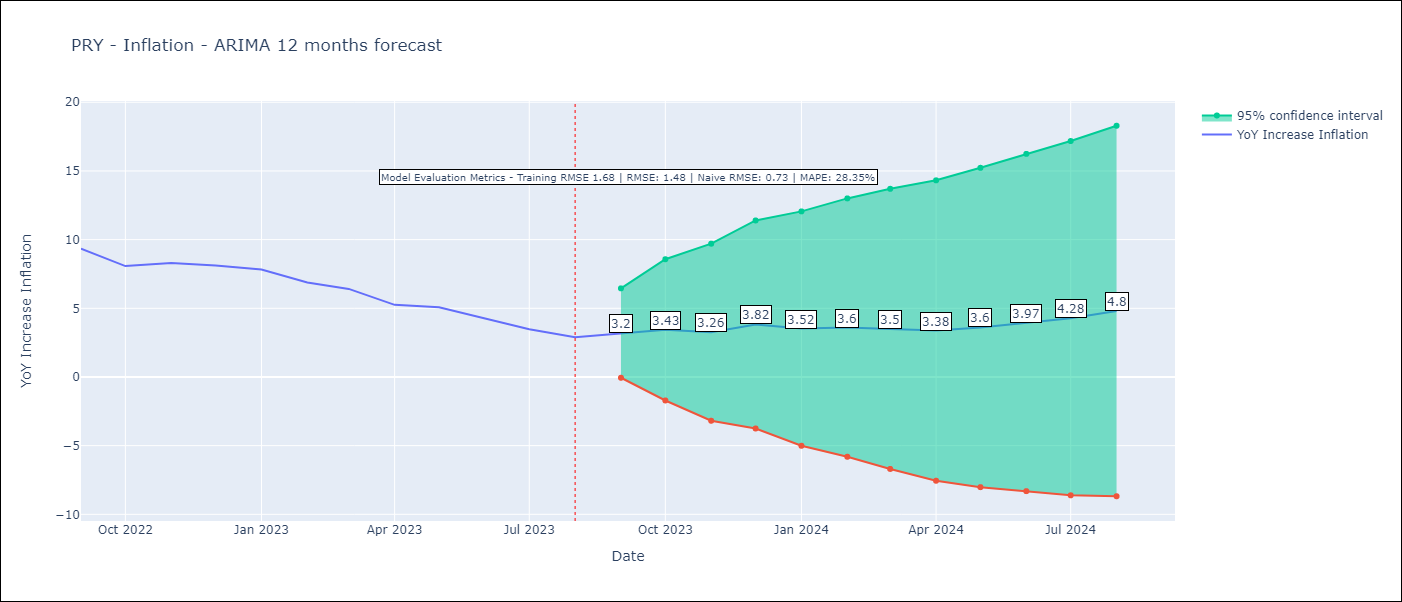 PRY - Inflation - ARIMA 12 months forecast
95% confidence interval
YoY Increase Inflation
Model Evaluation Metrics - Training RMSE 1.68 | RMSE: 1.48 | Naive RMSE: 0.73 | MAPE: 28.35%
YoY Increase Inflation
20
15
10
5
0
−5
−10
3.2
3.43
3.26
3.82
3.52
3.6
3.5
3.38
3.6
3.97
4.28
4.8
Oct 2022
Jan 2023
Apr 2023
Jul 2023
Oct 2023
Jan 2024
Apr 2024
Jul 2024
Date